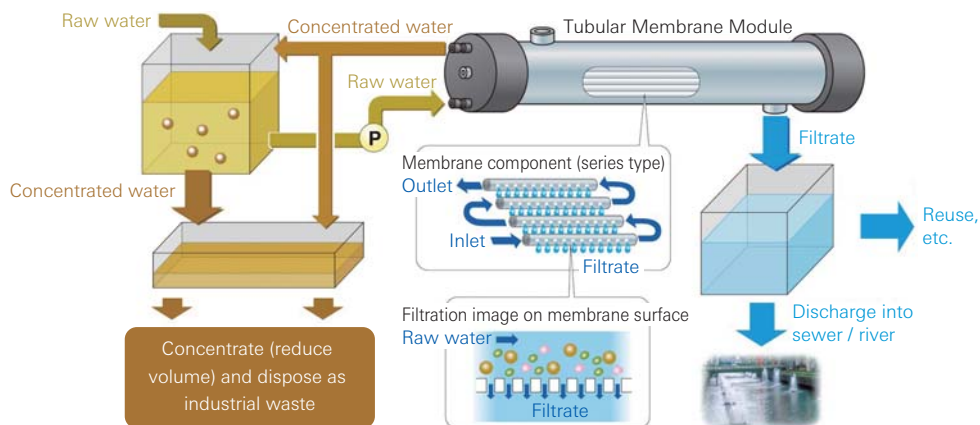 Raw water
Concentrated water
Tubular Membrane Module
Raw water
P
Filtrate
Membrane component (series type)
Outlet
Inlet
Filtrate
Concentrated water
Reuse,
etc.
Filtration image on membrane surface
Raw water
Filtrate
Discharge into
sewer / river
Concentrate (reduce
volume) and dispose as
industrial waste